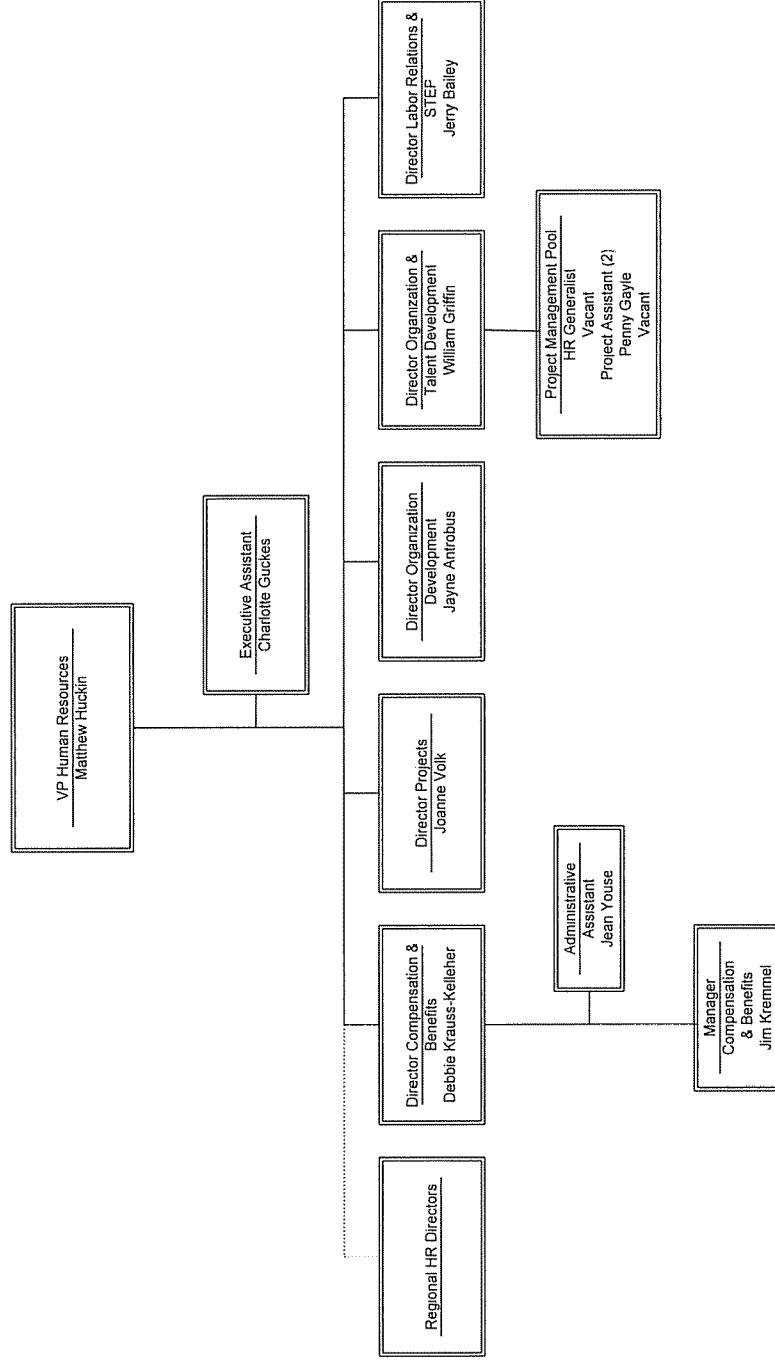 VP Human Resources
Matthew Huckin
Executive Assistant
Charlotte Guckes
Regional HR Directors
Director Compensation &
Benefits
Debbie Krauss-Kelleher
Director Projects
Joanne Volk
Director Organization
Development
Jayne Antrobus
Director Organization &
Talent Development
William Griffin
Director Labor Relations &
STEP
Jerry Bailey
Administrative
Assistant
Jean Youse
Manager
Compensation
& Benefits
Jim Kremmel
Project Management Pool
HR Generalist
Vacant
Project Assistant (2)
Penny Gayle
Vacant